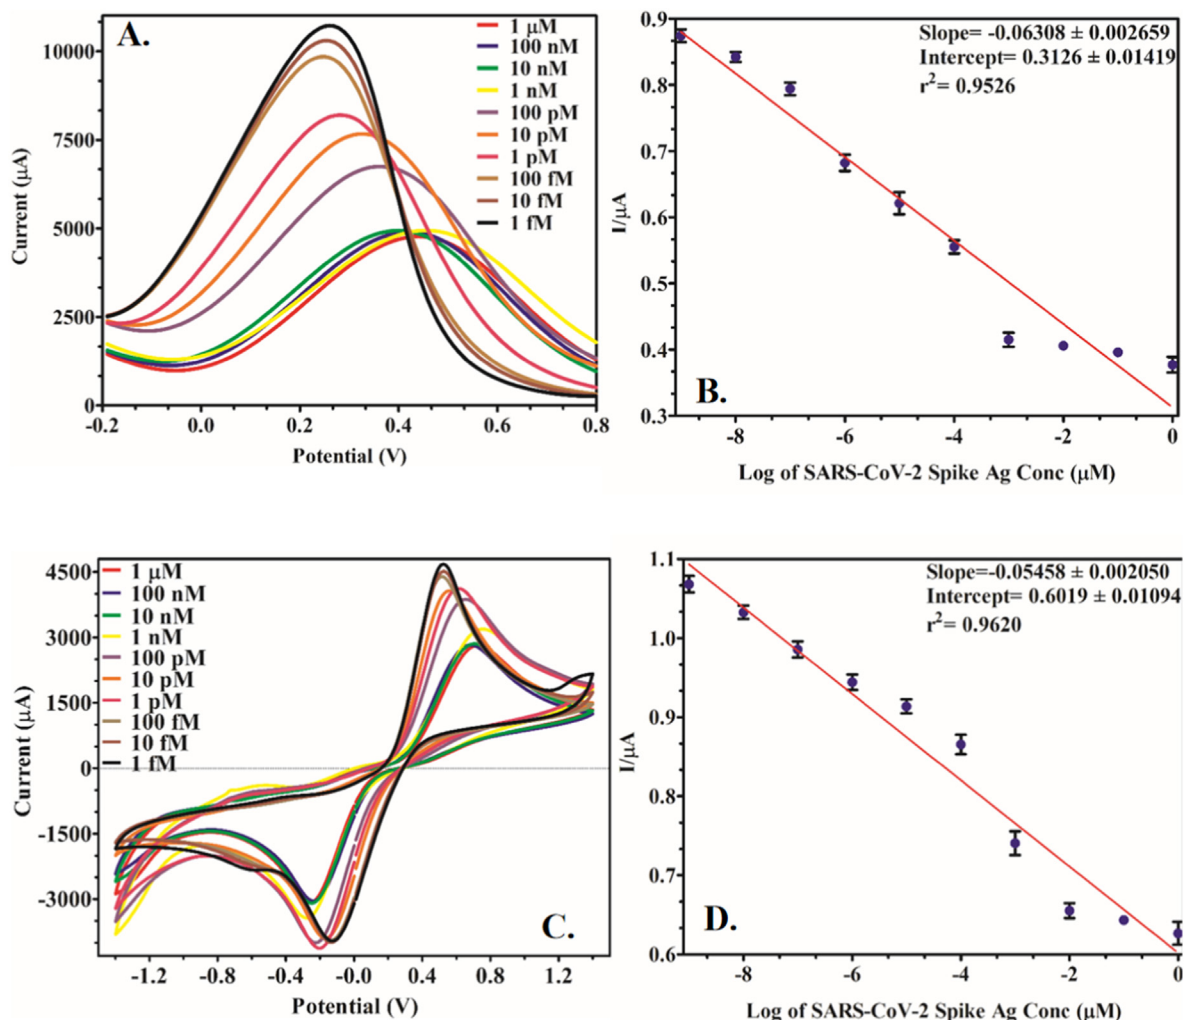 A.
1 μM
100 nM
10 nM
1 nM
100 pM
10 pM
1 pM
100 fM
10 fM
1 fM
10000
7500
5000
2500
0
Current (μA)
-0.2 0.0 0.2 0.4 0.6 0.8
Potential (V)
B.
Slope= -0.06308 ± 0.002659
Intercept= 0.3126 ± 0.01419
r²= 0.9526
0.9
0.8
0.7
0.6
0.5
0.4
0.3
I/μA
-8 -6 -4 -2 0
Log of SARS-CoV-2 Spike Ag Conc (μM)
C.
1 μM
100 nM
10 nM
1 nM
100 pM
10 pM
1 pM
100 fM
10 fM
1 fM
4500
3000
1500
0
-1500
-3000
Current (μA)
-1.2 -0.8 -0.4 -0.0 0.4 0.8 1.2
Potential (V)
D.
Slope=-0.05458 ± 0.002050
Intercept= 0.6019 ± 0.01094
r²= 0.9620
1.1
1.0
0.9
0.8
0.7
0.6
I/μA
-8 -6 -4 -2 0
Log of SARS-CoV-2 Spike Ag Conc (μM)